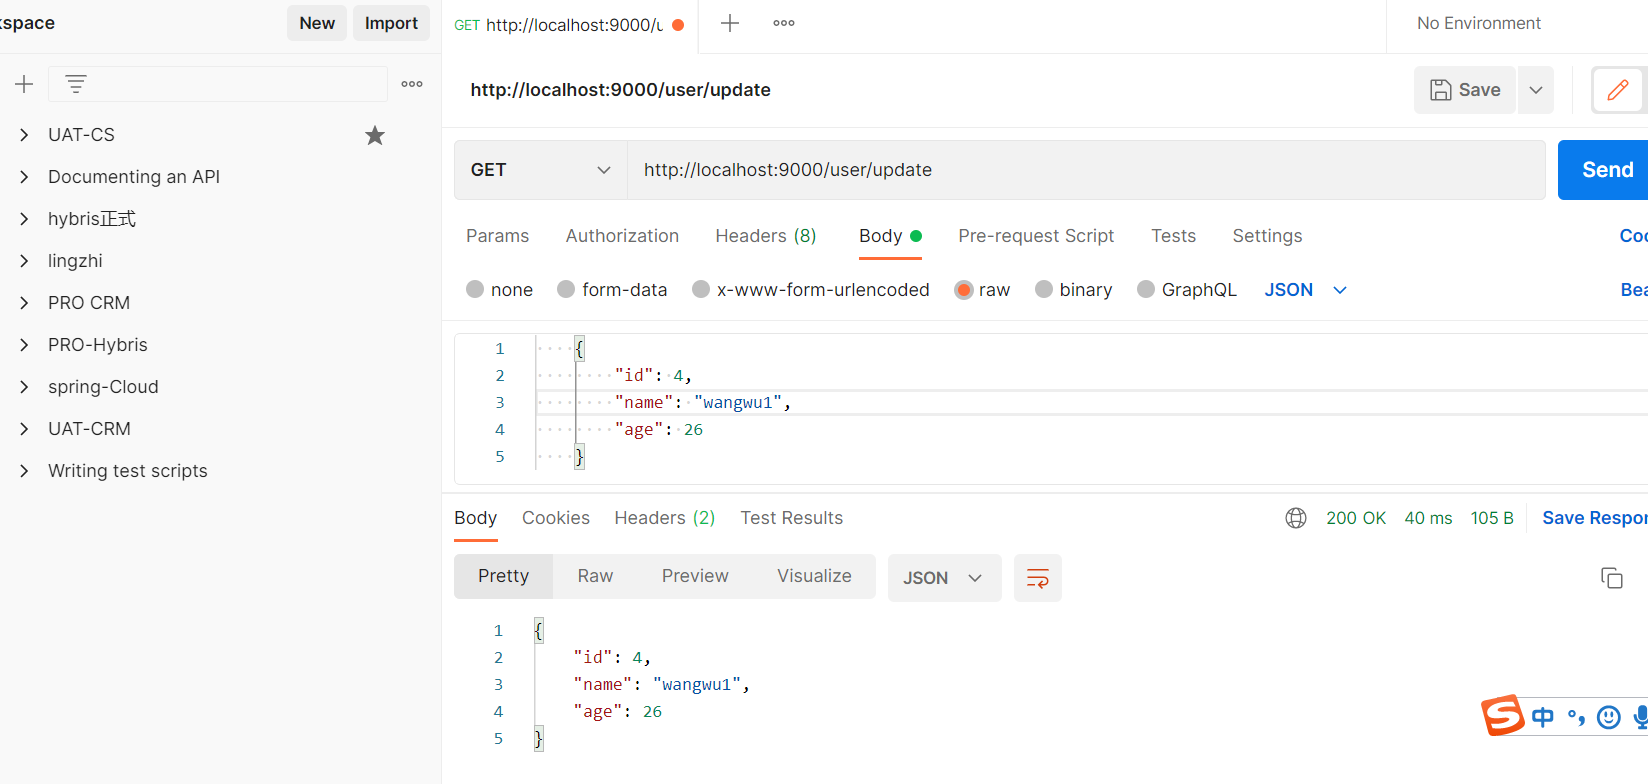 kspace
New
Import
GET http://localhost:9000/u
No Environment
http://localhost:9000/user/update
Save
UAT-CS
Documenting an API
hybris正式
lingzhi
PRO CRM
PRO-Hybris
spring-Cloud
UAT-CRM
Writing test scripts
GET
http://localhost:9000/user/update
Send
Params Authorization Headers (8) Body Pre-request Script Tests Settings Coo
none form-data x-www-form-urlencoded raw binary GraphQL JSON Bea
1 {
2 "id": 4,
3 "name": "wangwu1",
4 "age": 26
5 }
Body Cookies Headers (2) Test Results 200 OK 40 ms 105 B Save Respon
Pretty Raw Preview Visualize JSON
1 {
2 "id": 4,
3 "name": "wangwu1",
4 "age": 26
5 }
S 中 °,